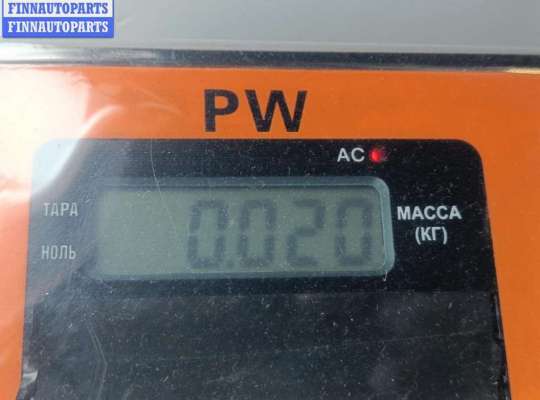 FINNAUTOPARTS
FINNAUTOPARTS
PW
AC
ТАРА
0.020
МАССА
(КГ)
НОЛЬ